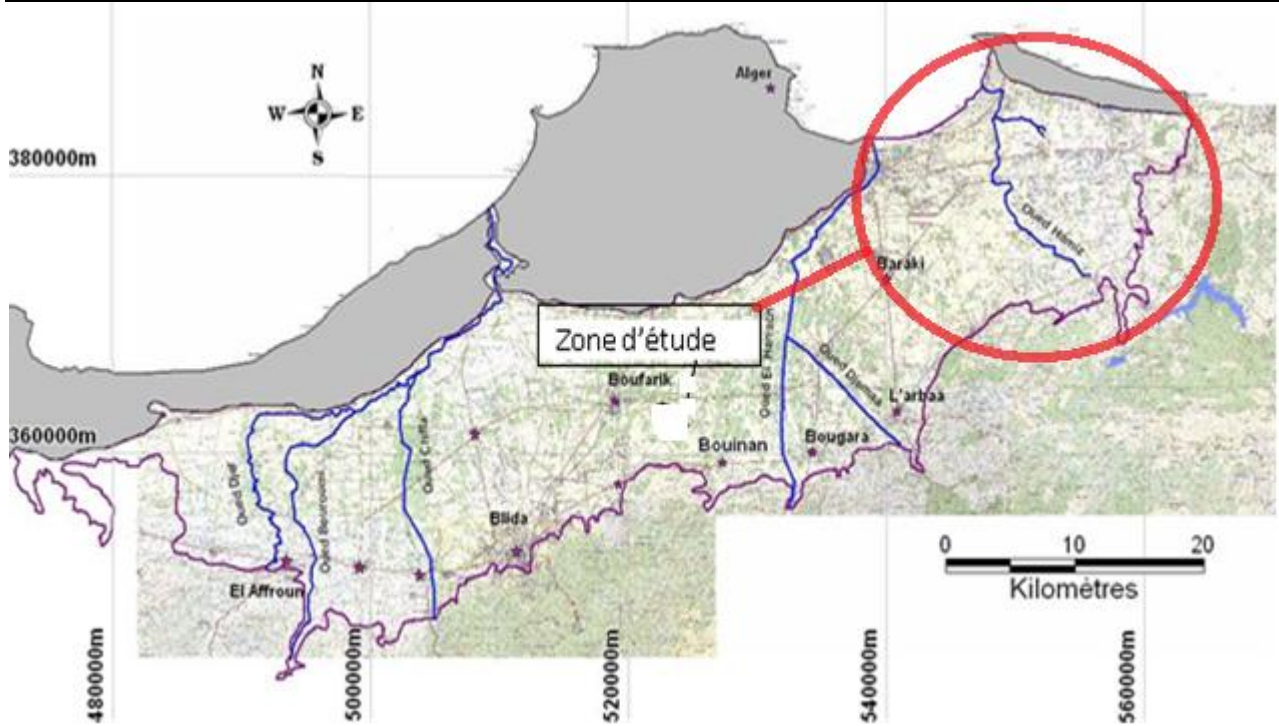 N
W E
S
Alger
380000m
Oued Hamiz
Baraki
Zone d'étude
Oued El Harrach
Oued Djemaa
Boufarik
L'arbaa
360000m
Bouinan
Bougara
Oued Djer
Oued Bouroumi
Oued Chiffa
Blida
El Affroun
0 10 20
Kilomètres
480000m
500000m
520000m
540000m
560000m